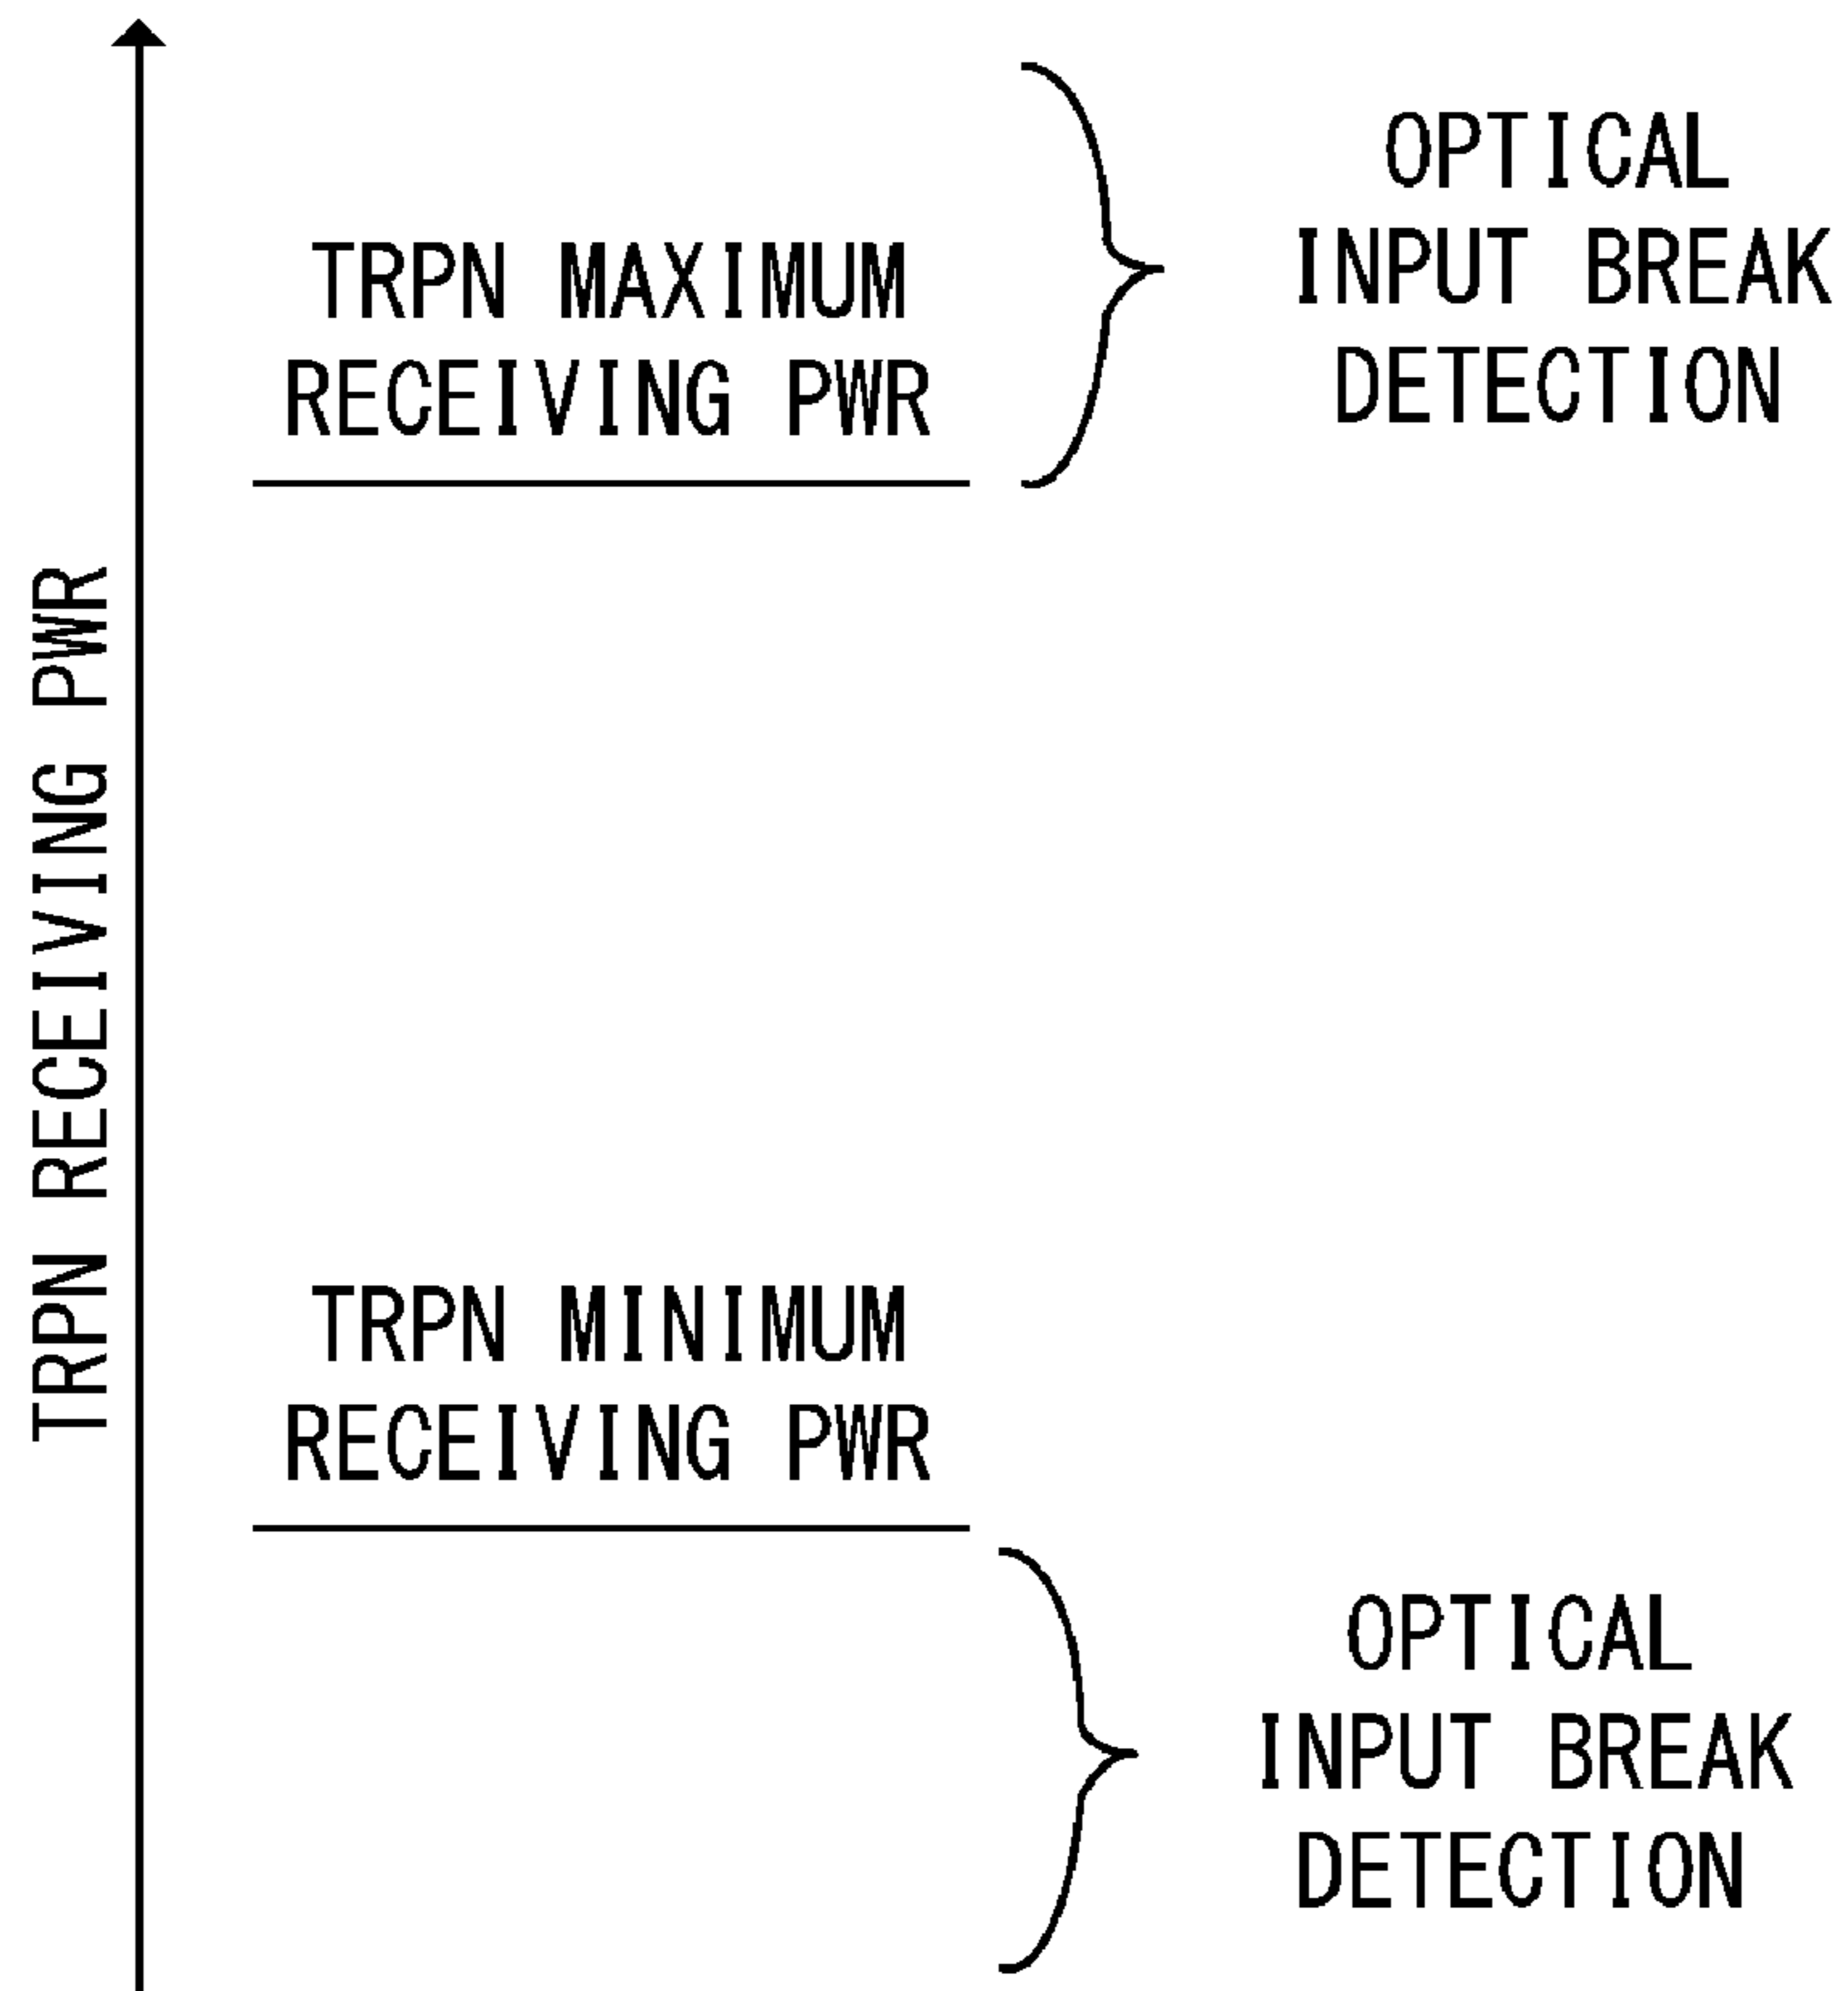 OPTICAL
INPUT BREAK
DETECTION
TRPN MAXIMUM
RECEIVING PWR
TRPN RECEIVING PWR
TRPN MINIMUM
RECEIVING PWR
OPTICAL
INPUT BREAK
DETECTION